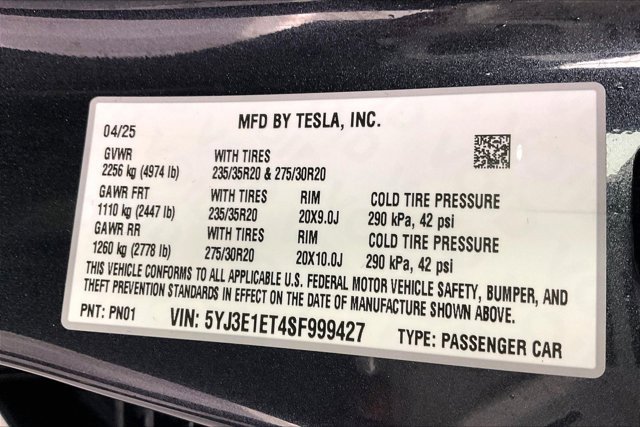 MFD BY TESLA, INC.
04/25
GVWR WITH TIRES
2256 kg (4974 lb) 235/35R20 & 275/30R20
GAWR FRT WITH TIRES RIM COLD TIRE PRESSURE
1110 kg (2447 lb) 235/35R20 20X9.0J 290 kPa, 42 psi
GAWR RR WITH TIRES RIM COLD TIRE PRESSURE
1260 kg (2778 lb) 275/30R20 20X10.0J 290 kPa, 42 psi
THIS VEHICLE CONFORMS TO ALL APPLICABLE U.S. FEDERAL MOTOR VEHICLE SAFETY, BUMPER, AND
THEFT PREVENTION STANDARDS IN EFFECT ON THE DATE OF MANUFACTURE SHOWN ABOVE.
PNT: PN01 VIN: 5YJ3E1ET4SF999427 TYPE: PASSENGER CAR